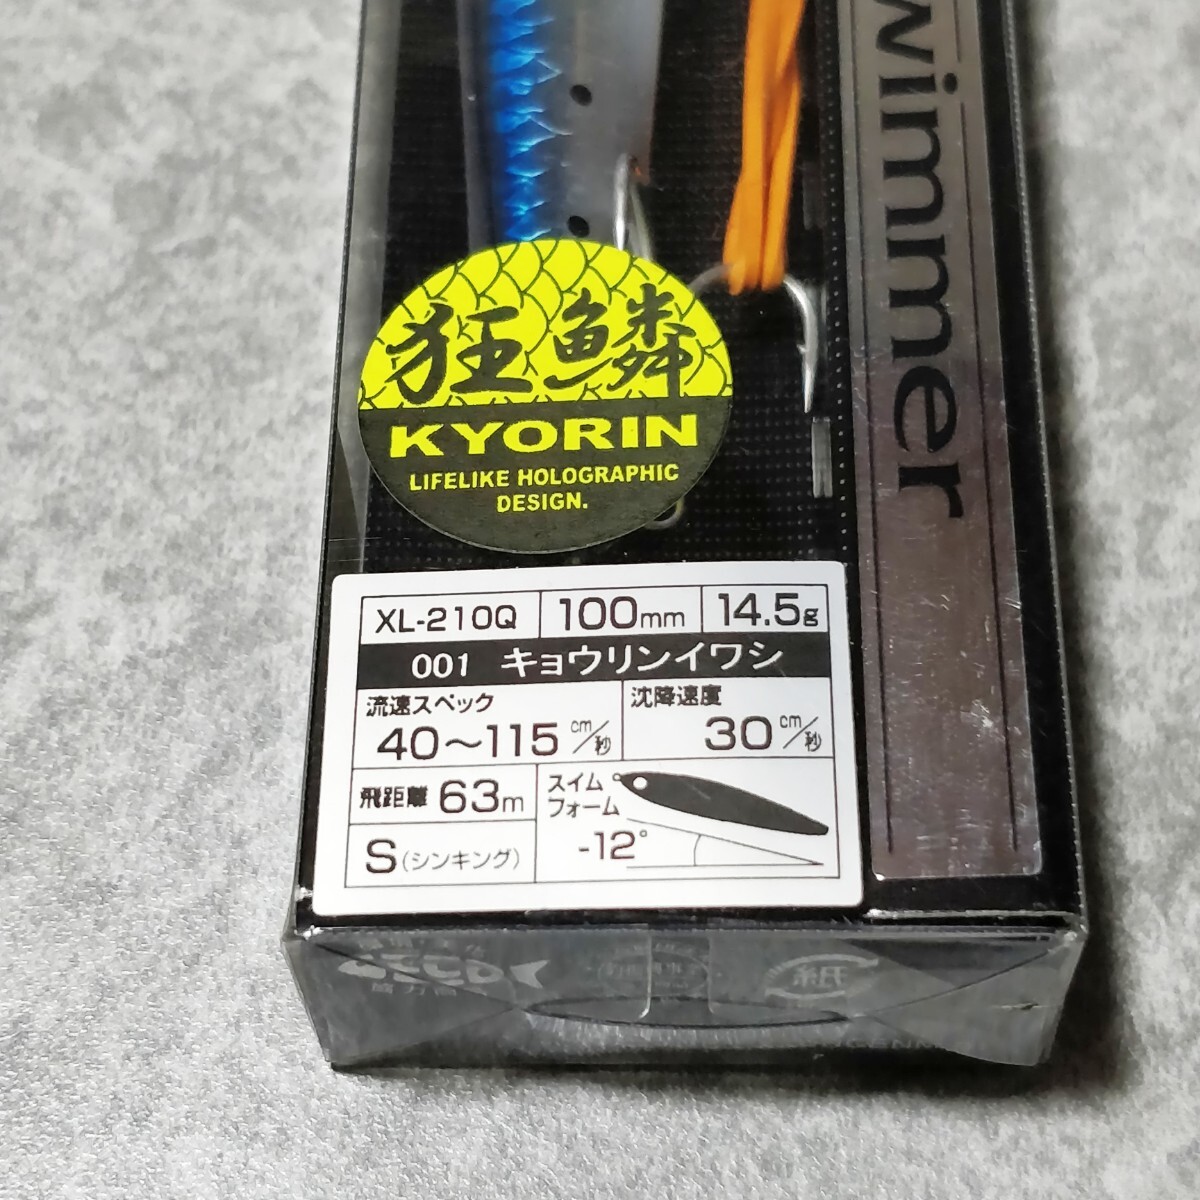 wimmer
狂鱗
KYORIN
LIFELIKE HOLOGRAPHIC
DESIGN.
XL-210Q 100mm 14.5g
001 キョウリンイワシ
流速スペック
40〜115 cm/秒
沈降速度
30 cm/秒
飛距離 63m
S(シンキング)
スイム
フォーム
-12°
紙